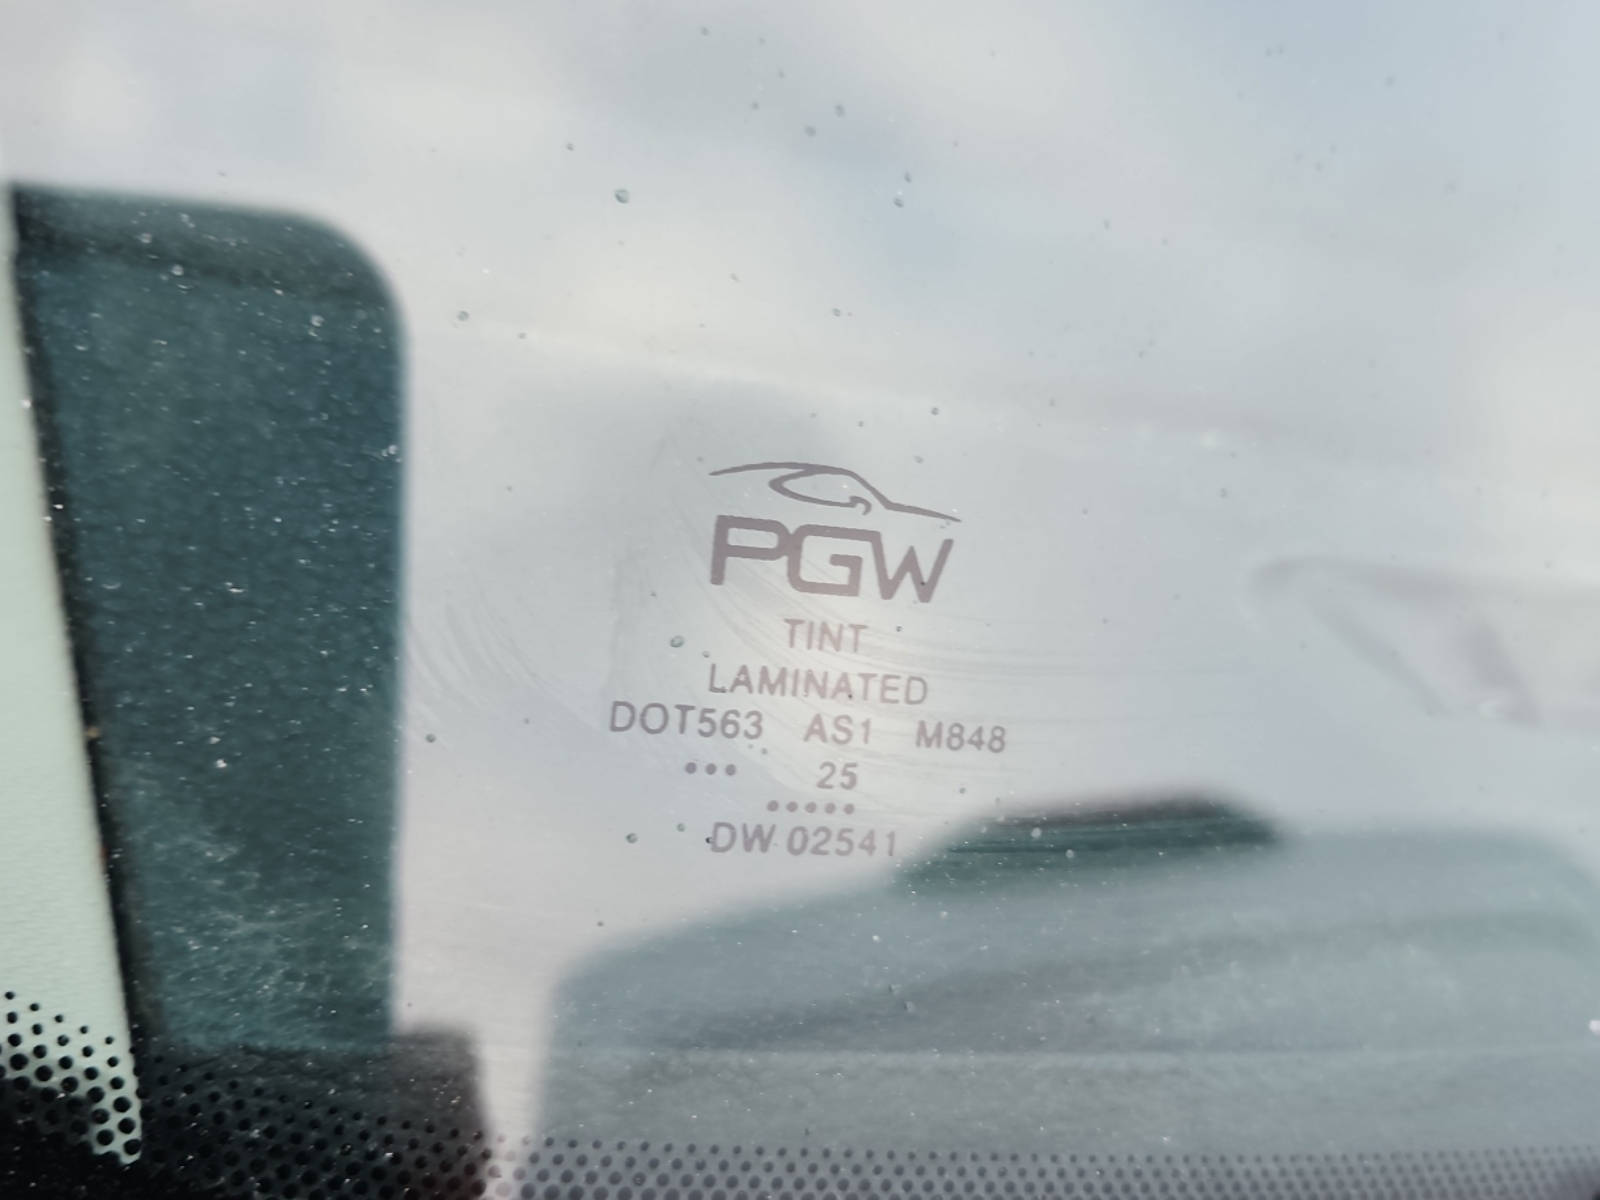 PGW
TINT
LAMINATED
DOT563 AS1 M848
••• 25
•••••
DW 02541